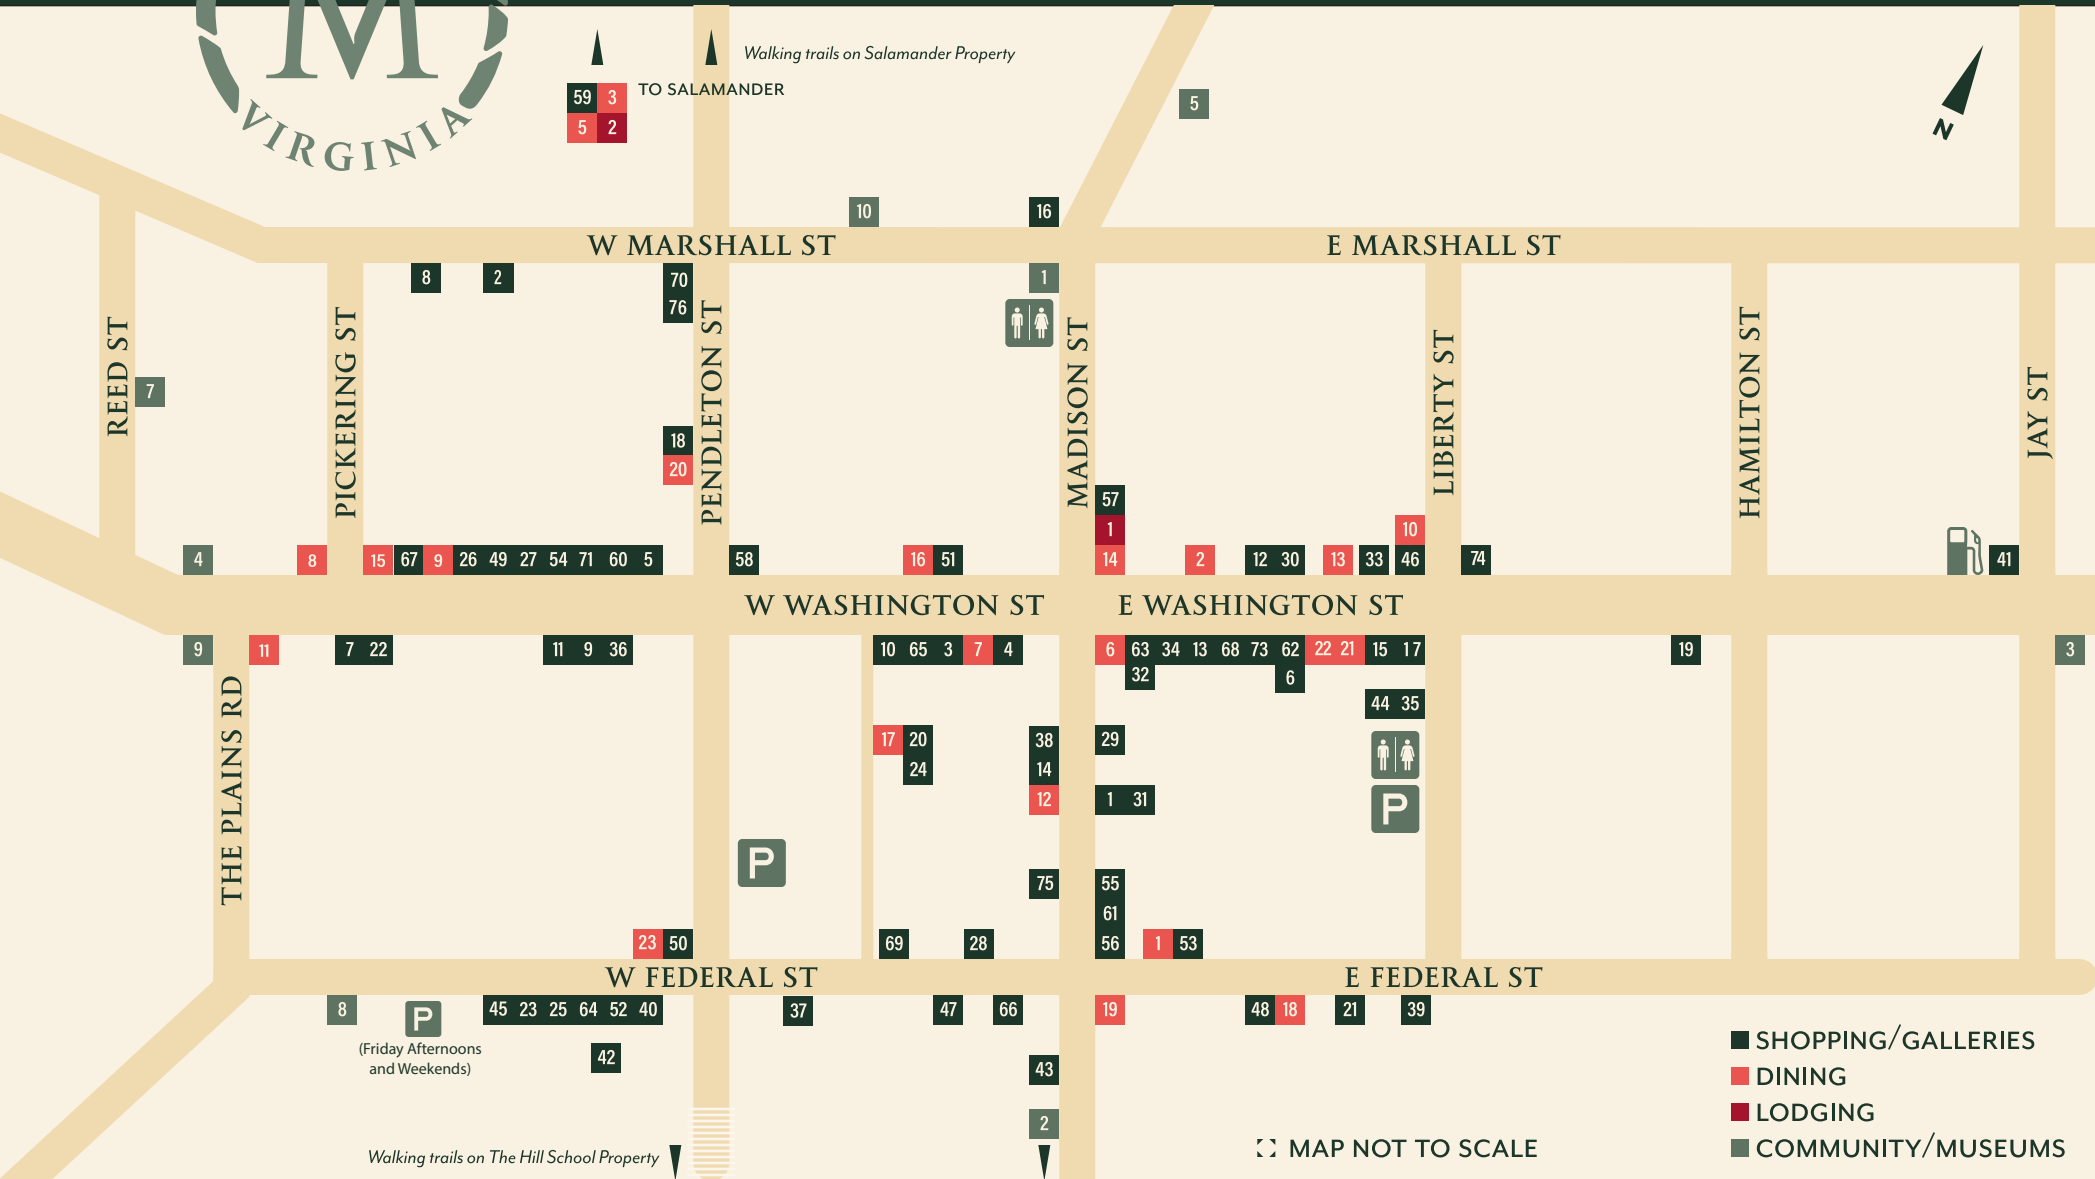 M
VIRGINIA
Walking trails on Salamander Property
59 3
TO SALAMANDER
5 2
5
N
10
16
W MARSHALL ST
E MARSHALL ST
8
2
70
76
1
REED ST
PICKERING ST
PENDLETON ST
MADISON ST
LIBERTY ST
HAMILTON ST
JAY ST
7
18
20
57
1
10
4
8
15 67 9 26 49 27 54 71 60 5
58
16 51
14
2
12 30
13
33
46
74
41
W WASHINGTON ST
E WASHINGTON ST
9
11
7 22
11 9 36
10 65 3 7 4
6 63 34 13 68 73 62 22 21 15 17
19
3
32
6
44 35
THE PLAINS RD
17 20
38
29
24
14
12
1 31
P
P
75
55
61
23 50
69
28
56
1 53
W FEDERAL ST
E FEDERAL ST
8
P
45 23 25 64 52 40
37
47
66
19
48 18
21
39
(Friday Afternoons
and Weekends)
42
43
2
Walking trails on The Hill School Property
MAP NOT TO SCALE
SHOPPING/GALLERIES
DINING
LODGING
COMMUNITY/MUSEUMS